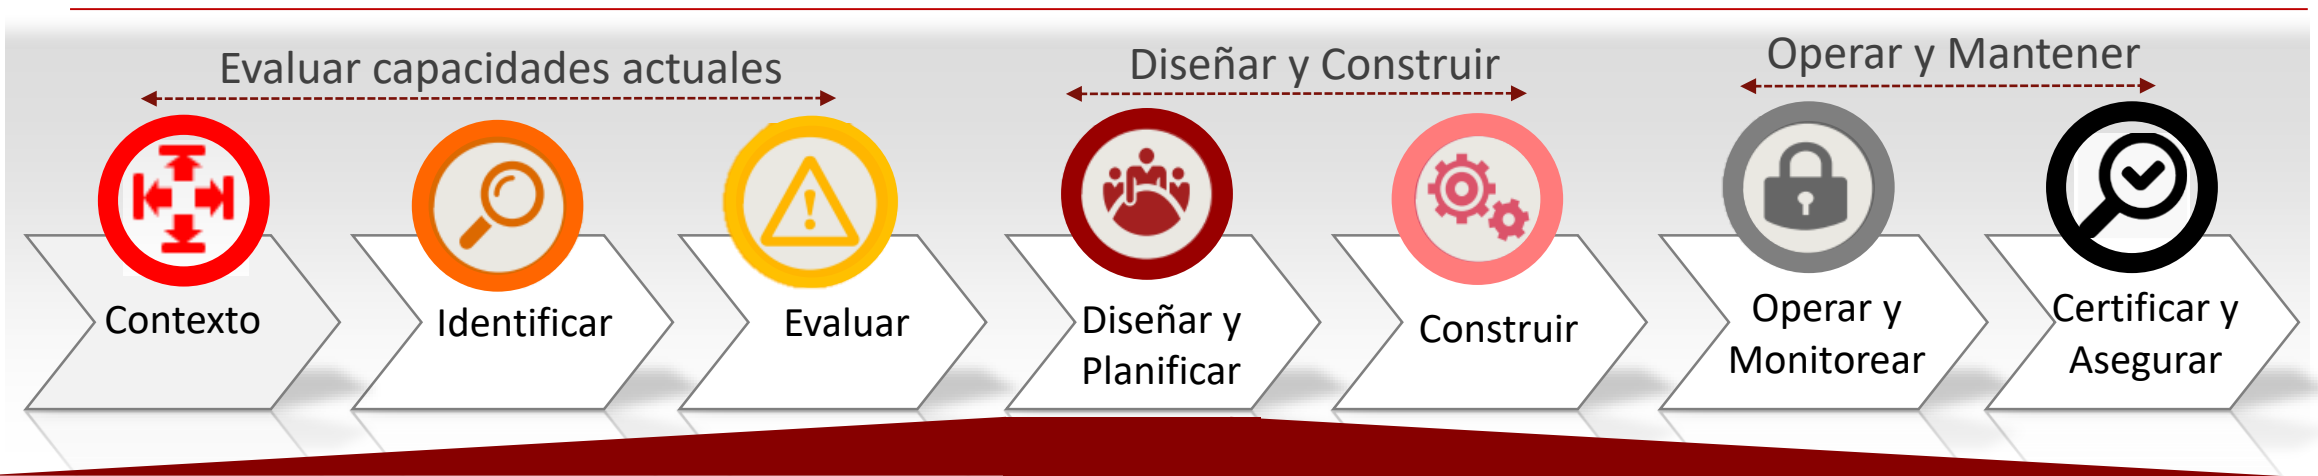 Evaluar capacidades actuales
Diseñar y Construir
Operar y Mantener
Contexto
Identificar
Evaluar
Diseñar y
Planificar
Construir
Operar y
Monitorear
Certificar y
Asegurar